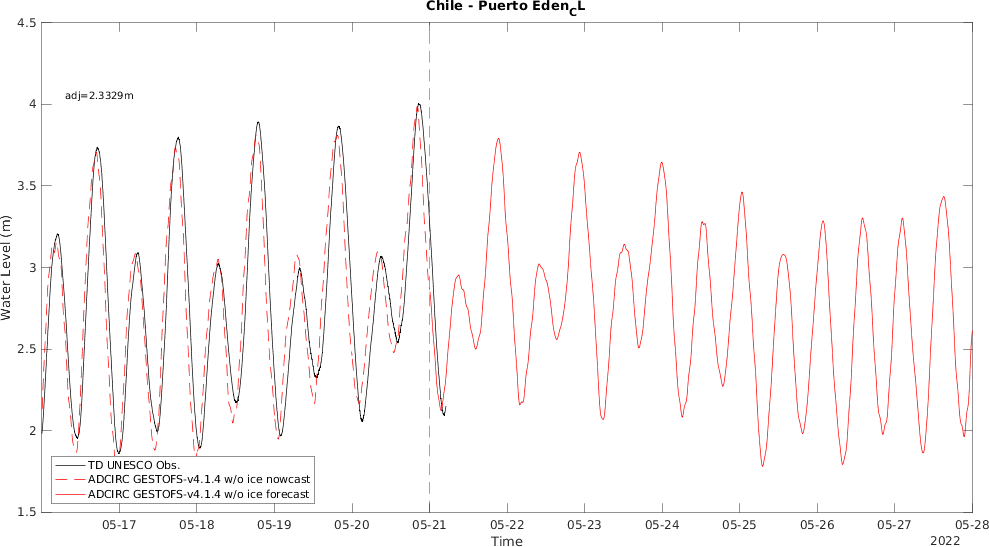 Chile - Puerto Eden_CL
4.5
4
3.5
3
2.5
2
1.5
Water Level (m)
adj=2.3329m
TD UNESCO Obs.
ADCIRC GESTOFS-v4.1.4 w/o ice nowcast
ADCIRC GESTOFS-v4.1.4 w/o ice forecast
05-17 05-18 05-19 05-20 05-21 05-22 05-23 05-24 05-25 05-26 05-27 05-28
Time
2022